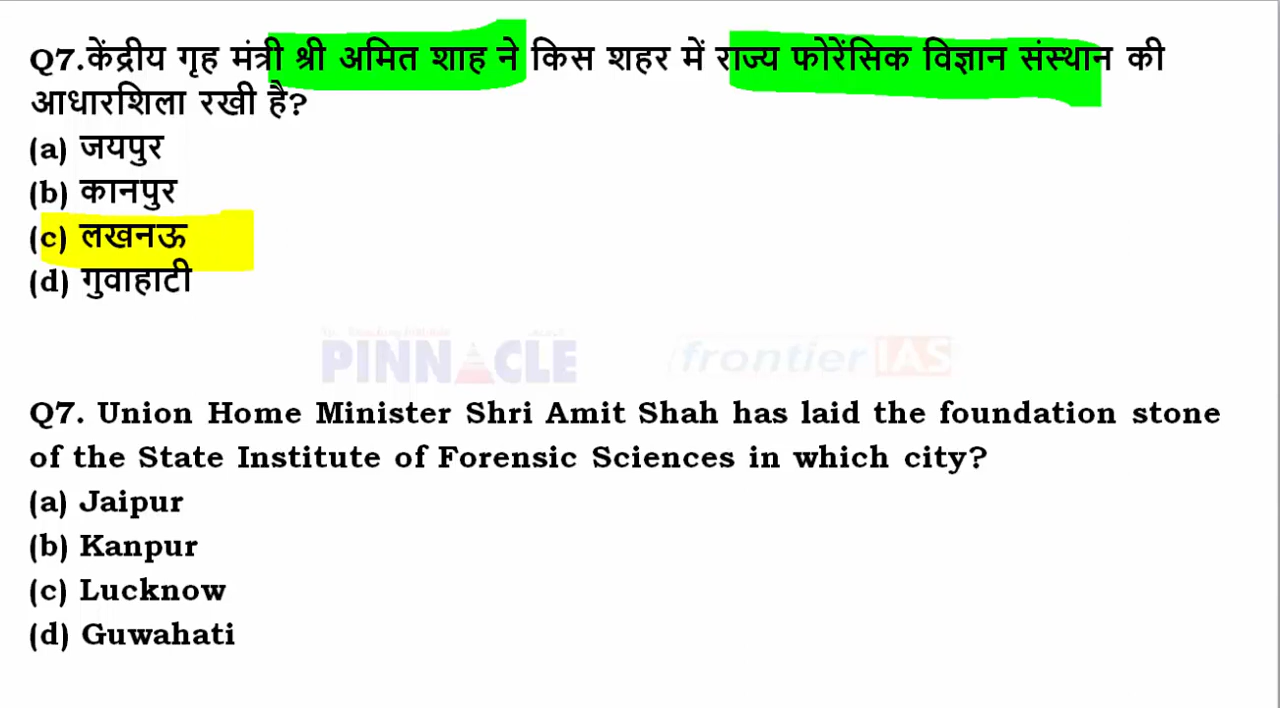 Q7.केंद्रीय गृह मंत्री श्री अमित शाह ने किस शहर में राज्य फोरेंसिक विज्ञान संस्थान की
आधारशिला रखी है?
(a) जयपुर
(b) कानपुर
(c) लखनऊ
(d) गुवाहाटी
PINNACLE frontier IAS
Q7. Union Home Minister Shri Amit Shah has laid the foundation stone
of the State Institute of Forensic Sciences in which city?
(a) Jaipur
(b) Kanpur
(c) Lucknow
(d) Guwahati